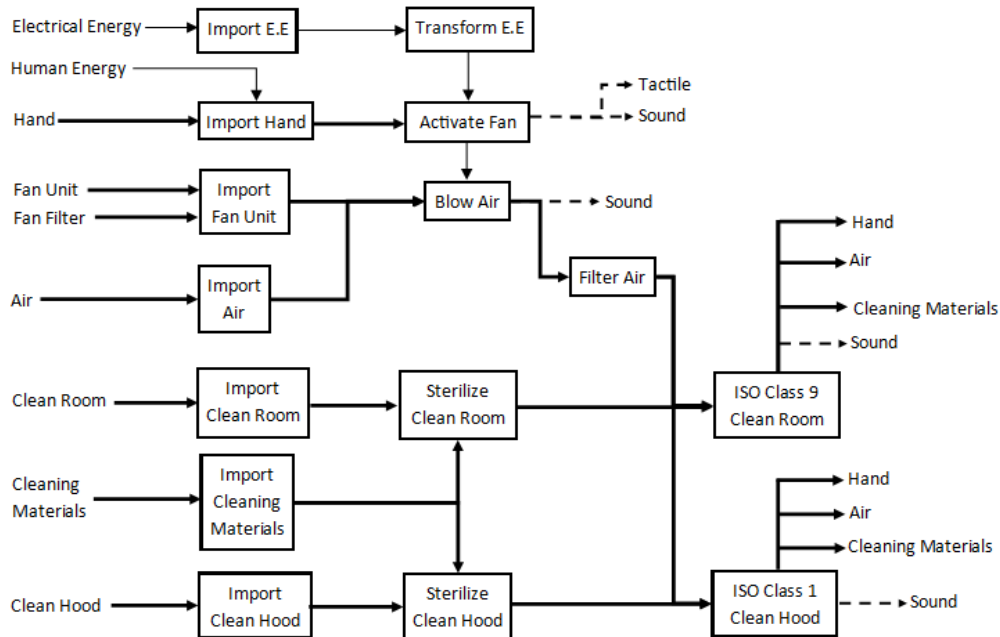 Electrical Energy
Import E.E
Transform E.E
Human Energy
Tactile
Hand
Import Hand
Activate Fan
Sound
Fan Unit
Fan Filter
Import
Fan Unit
Blow Air
Sound
Hand
Air
Import
Air
Filter Air
Air
Cleaning Materials
Sound
Clean Room
Import
Clean Room
Sterilize
Clean Room
ISO Class 9
Clean Room
Cleaning
Materials
Import
Cleaning
Materials
Hand
Air
Cleaning Materials
Clean Hood
Import
Clean Hood
Sterilize
Clean Hood
ISO Class 1
Clean Hood
Sound